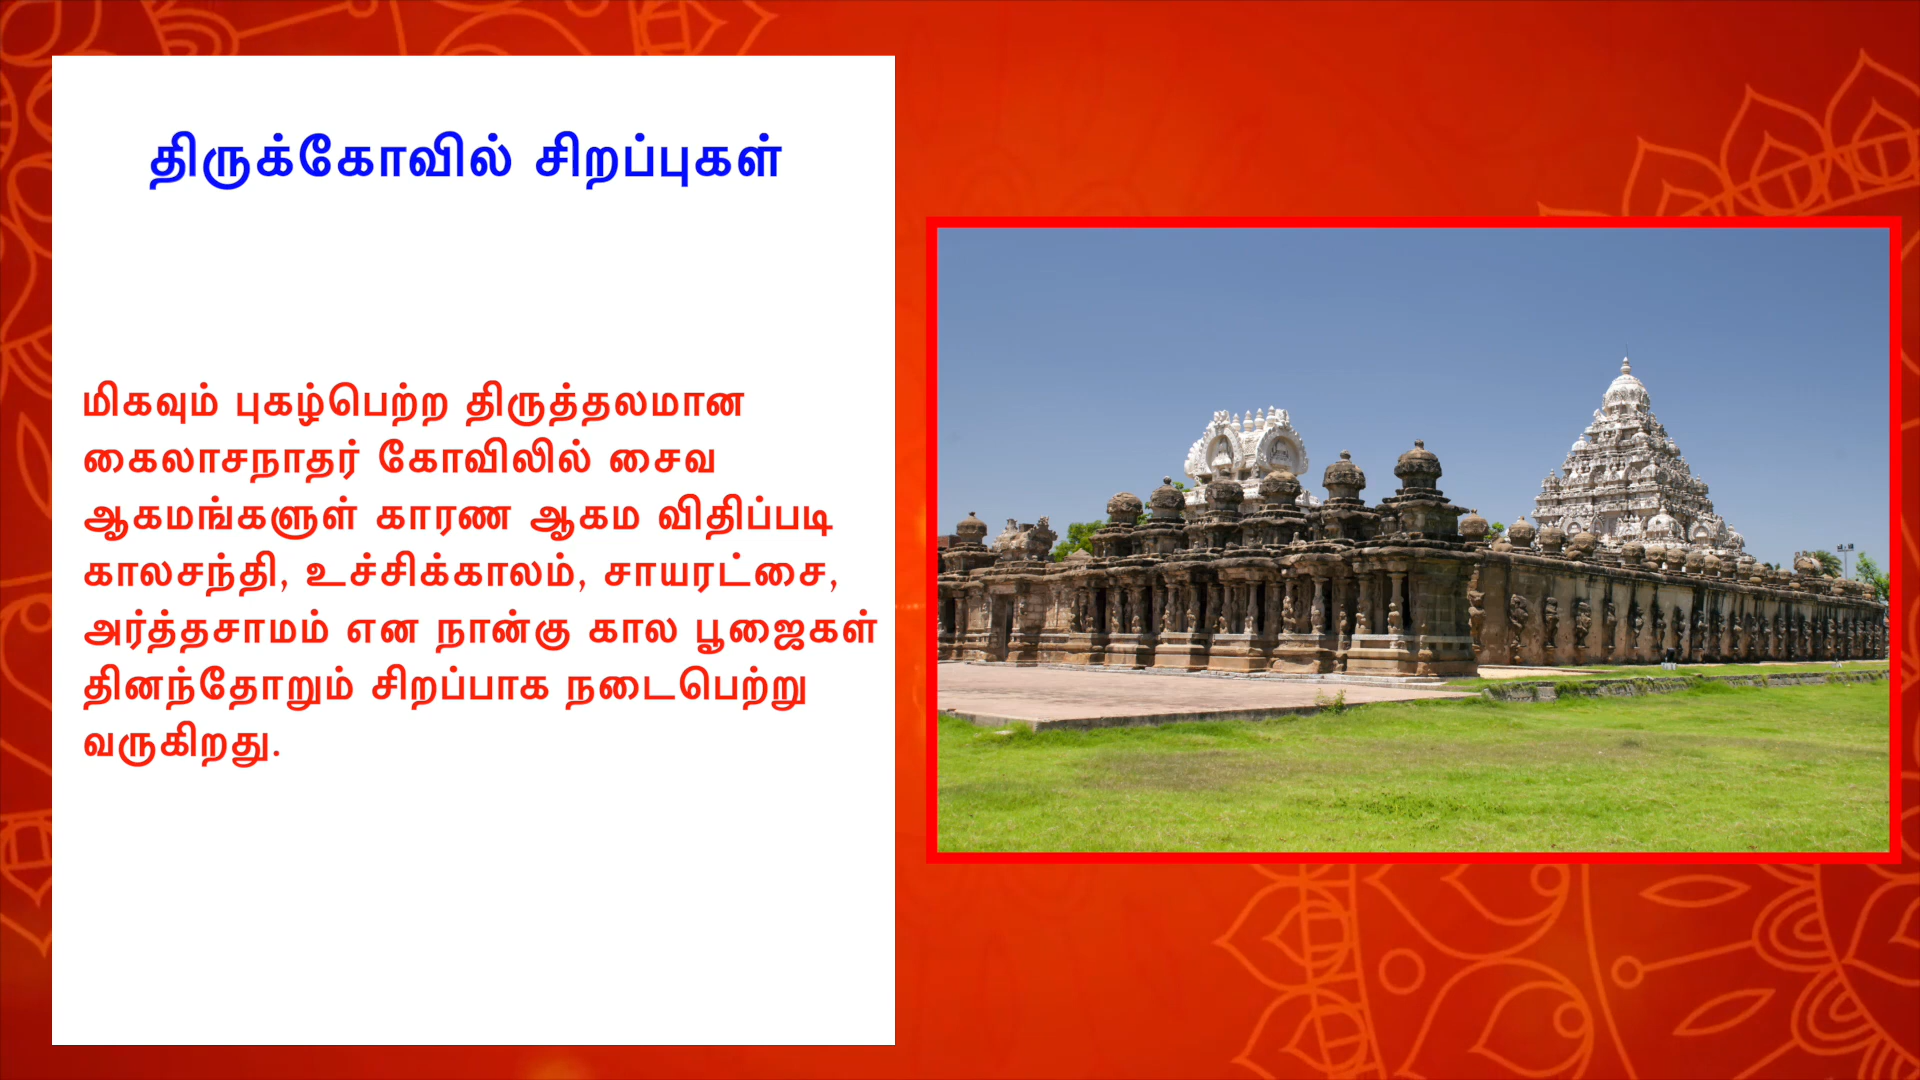 திருக்கோவில் சிறப்புகள்
மிகவும் புகழ்பெற்ற திருத்தலமான
கைலாசநாதர் கோவிலில் சைவ
ஆகமங்களுள் காரண ஆகம விதிப்படி
காலசந்தி, உச்சிக்காலம், சாயரட்சை,
அர்த்தசாமம் என நான்கு கால பூஜைகள்
தினந்தோறும் சிறப்பாக நடைபெற்று
வருகிறது.